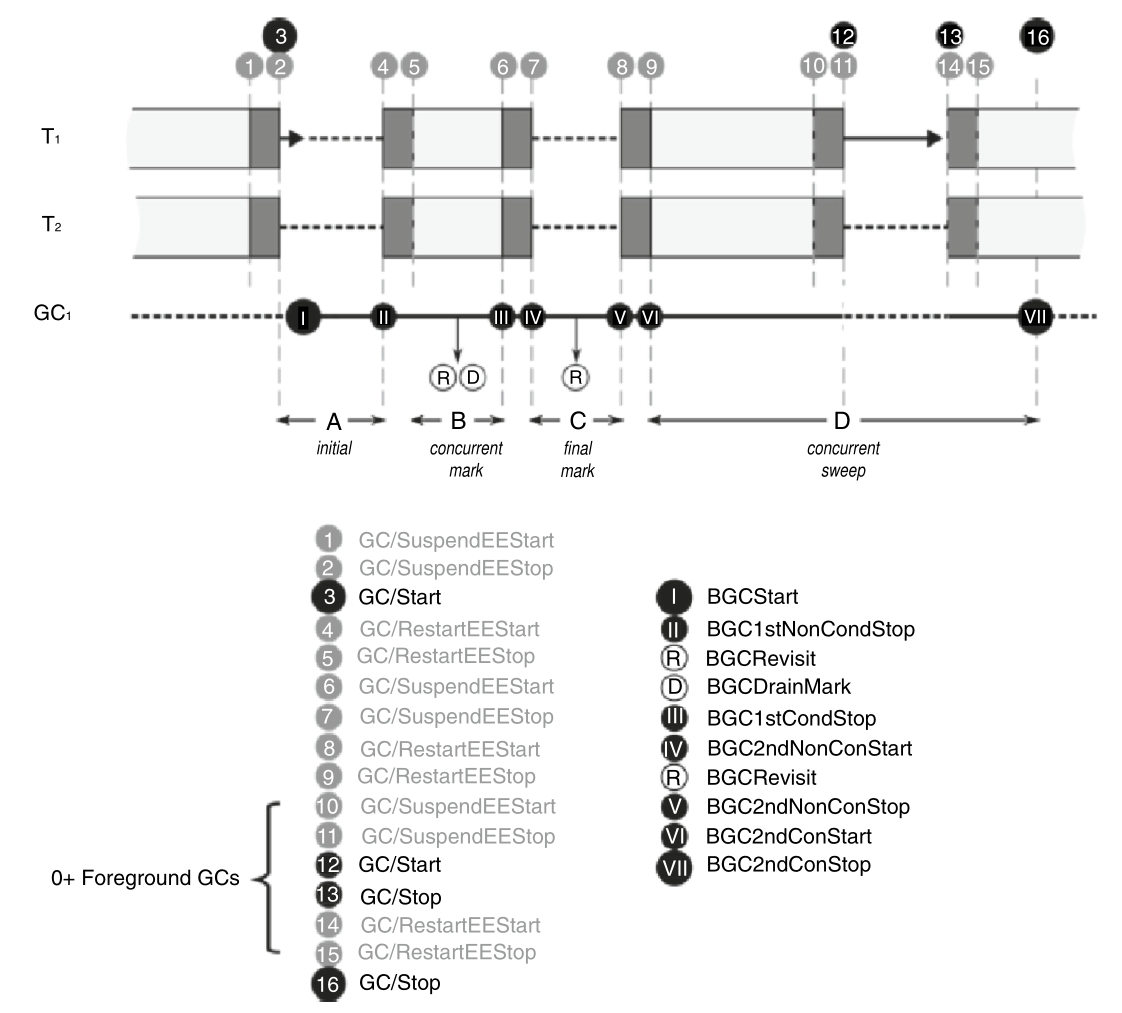 3 12 13 16
1 2 4 5 6 7 8 9 10 11 14 15
T1
T2
GC1
I II III IV V VI VII
R D R
A B C D
initial concurrent final concurrent
mark mark sweep
1 GC/SuspendEEStart
2 GC/SuspendEEStop
3 GC/Start
4 GC/RestartEEStart
5 GC/RestartEEStop
6 GC/SuspendEEStart
7 GC/SuspendEEStop
8 GC/RestartEEStart
9 GC/RestartEEStop
10 GC/SuspendEEStart
11 GC/SuspendEEStop
12 GC/Start
0+ Foreground GCs
13 GC/Stop
14 GC/RestartEEStart
15 GC/RestartEEStop
16 GC/Stop
I BGCStart
II BGC1stNonCondStop
R BGCRevisit
D BGCDrainMark
III BGC1stCondStop
IV BGC2ndNonConStart
R BGCRevisit
V BGC2ndNonConStop
VI BGC2ndConStart
VII BGC2ndConStop